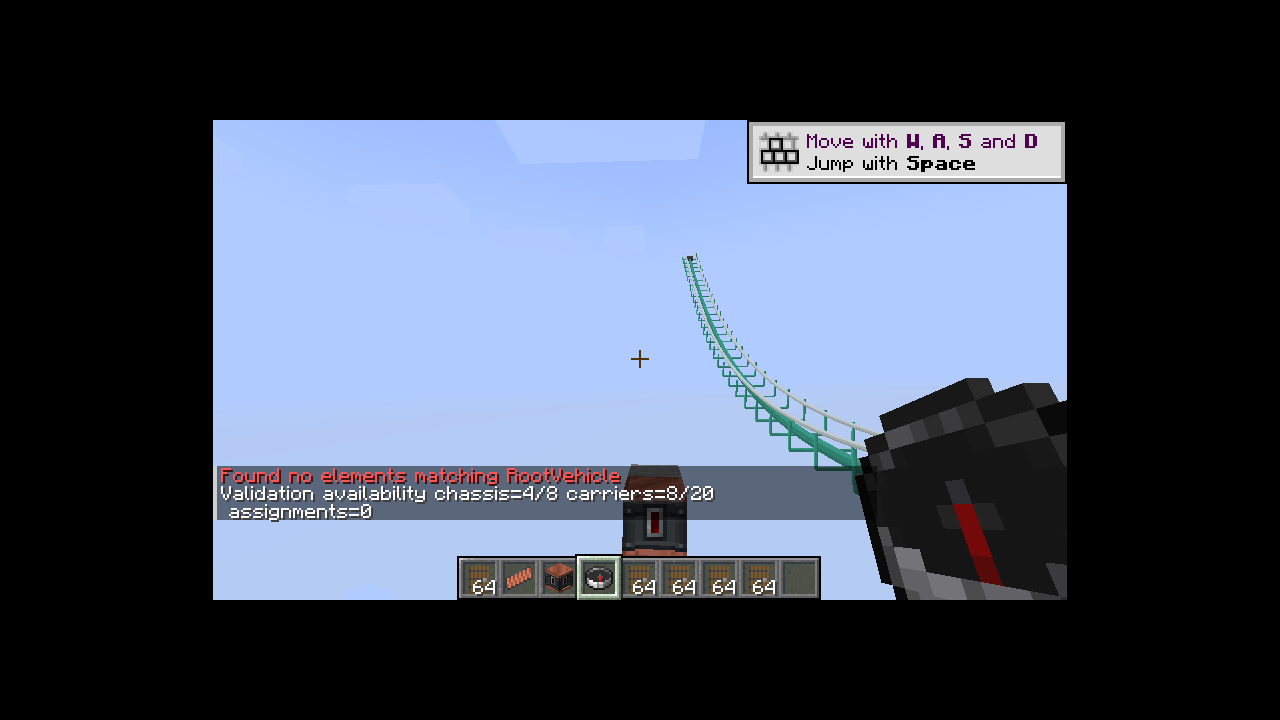 Move with W, A, S and D
Jump with Space
Found no elements matching RootVehicle
Validation availability chassis=4/8 carriers=8/20
assignments=0
64 64 64 64 64